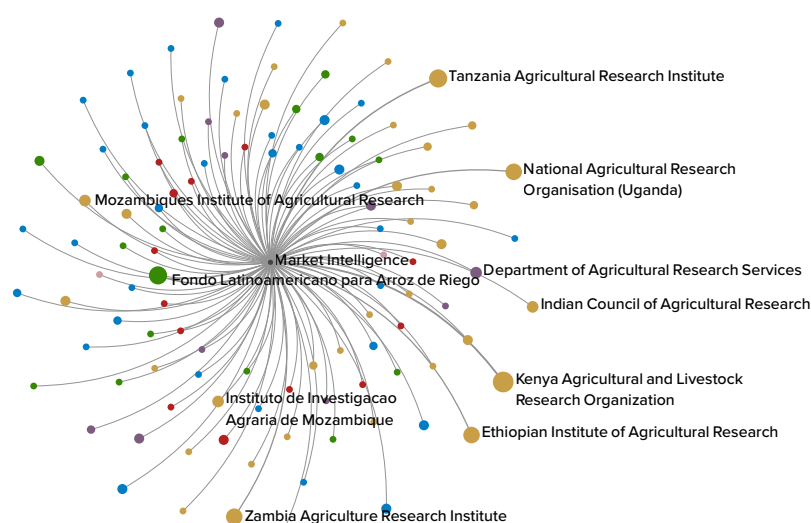 Tanzania Agricultural Research Institute
National Agricultural Research
Organisation (Uganda)
Mozambiques Institute of Agricultural Research
Market Intelligence
Department of Agricultural Research Services
Fondo Latinoamericano para Arroz de Riego
Indian Council of Agricultural Research
Kenya Agricultural and Livestock
Research Organization
Instituto de Investigacao
Agraria de Mozambique
Ethiopian Institute of Agricultural Research
Zambia Agriculture Research Institute